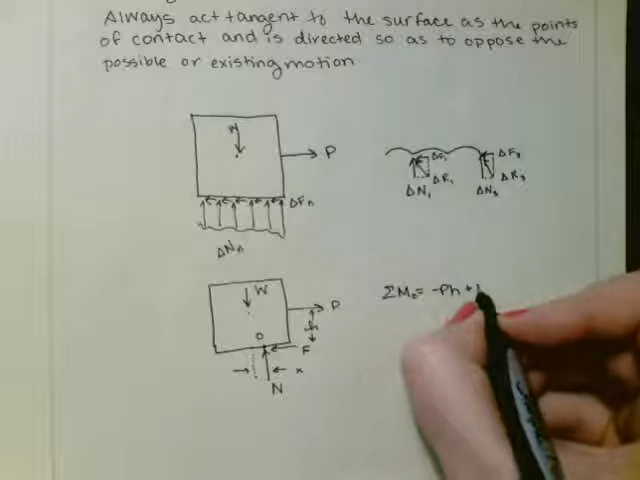 Always act tangent to the surface as the points
of contact and is directed so as to oppose the
possible or existing motion
W
P
ΔFn
ΔNn
ΔF₁
ΔR₁
ΔN₁
ΔF₂
ΔR₂
ΔN₂
W
P
h
O
F
x
N
ΣMo= -Ph +